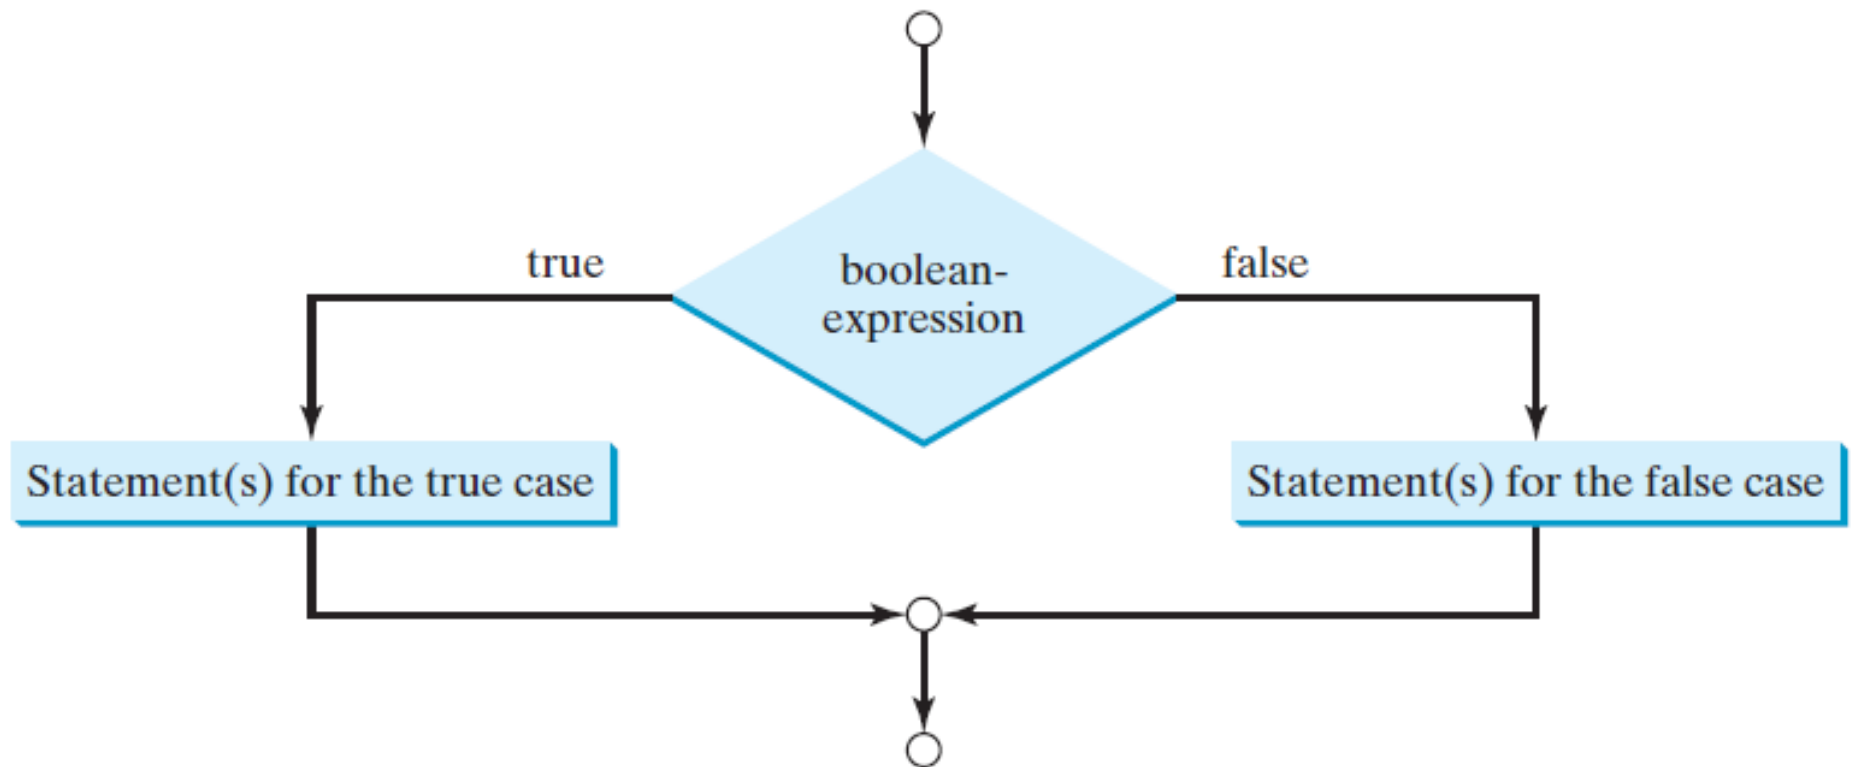 true
boolean-
expression
false
Statement(s) for the true case
Statement(s) for the false case